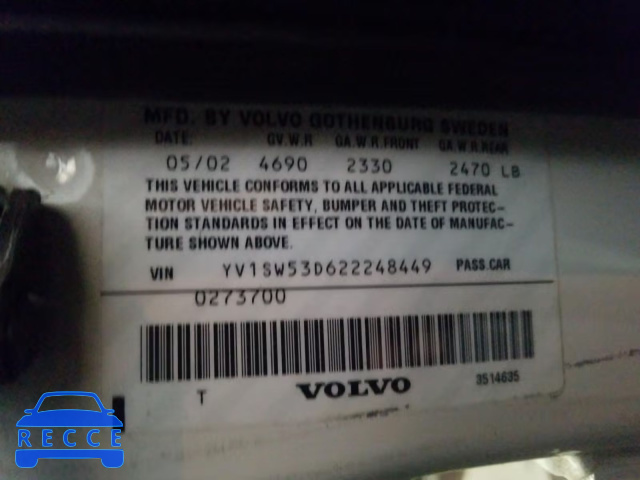 MFD. BY VOLVO GOTHENBURG SWEDEN
DATE: GV.W.R GA.W.R.FRONT GA.W.R.REAR
05/02 4690 2330 2470 LB
THIS VEHICLE CONFORMS TO ALL APPLICABLE FEDERAL
MOTOR VEHICLE SAFETY, BUMPER AND THEFT PROTEC-
TION STANDARDS IN EFFECT ON THE DATE OF MANUFAC-
TURE SHOWN ABOVE.
VIN YV1SW53D622248449 PASS.CAR
0273700
T VOLVO 3514635
RECCE